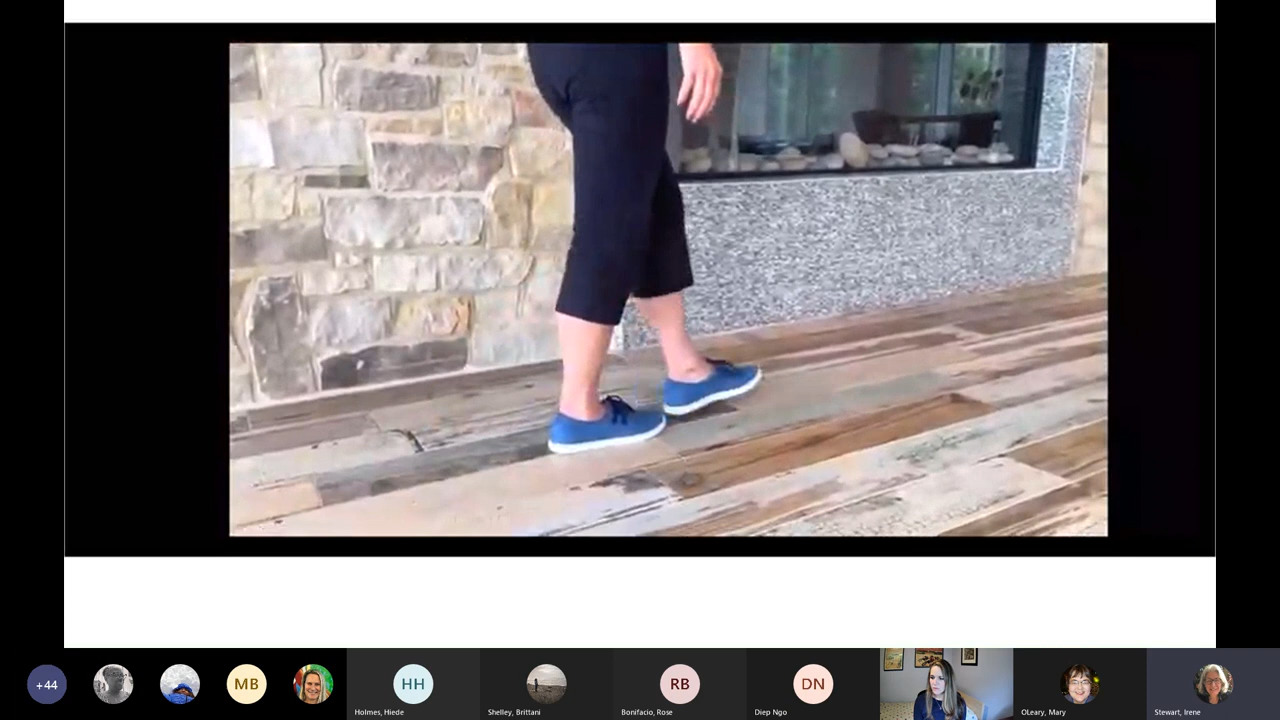 +44
MB
HH
RB
DN
Holmes, Hiede
Shelley, Brittani
Bonifacio, Rose
Diep Ngo
OLeary, Mary
Stewart, Irene